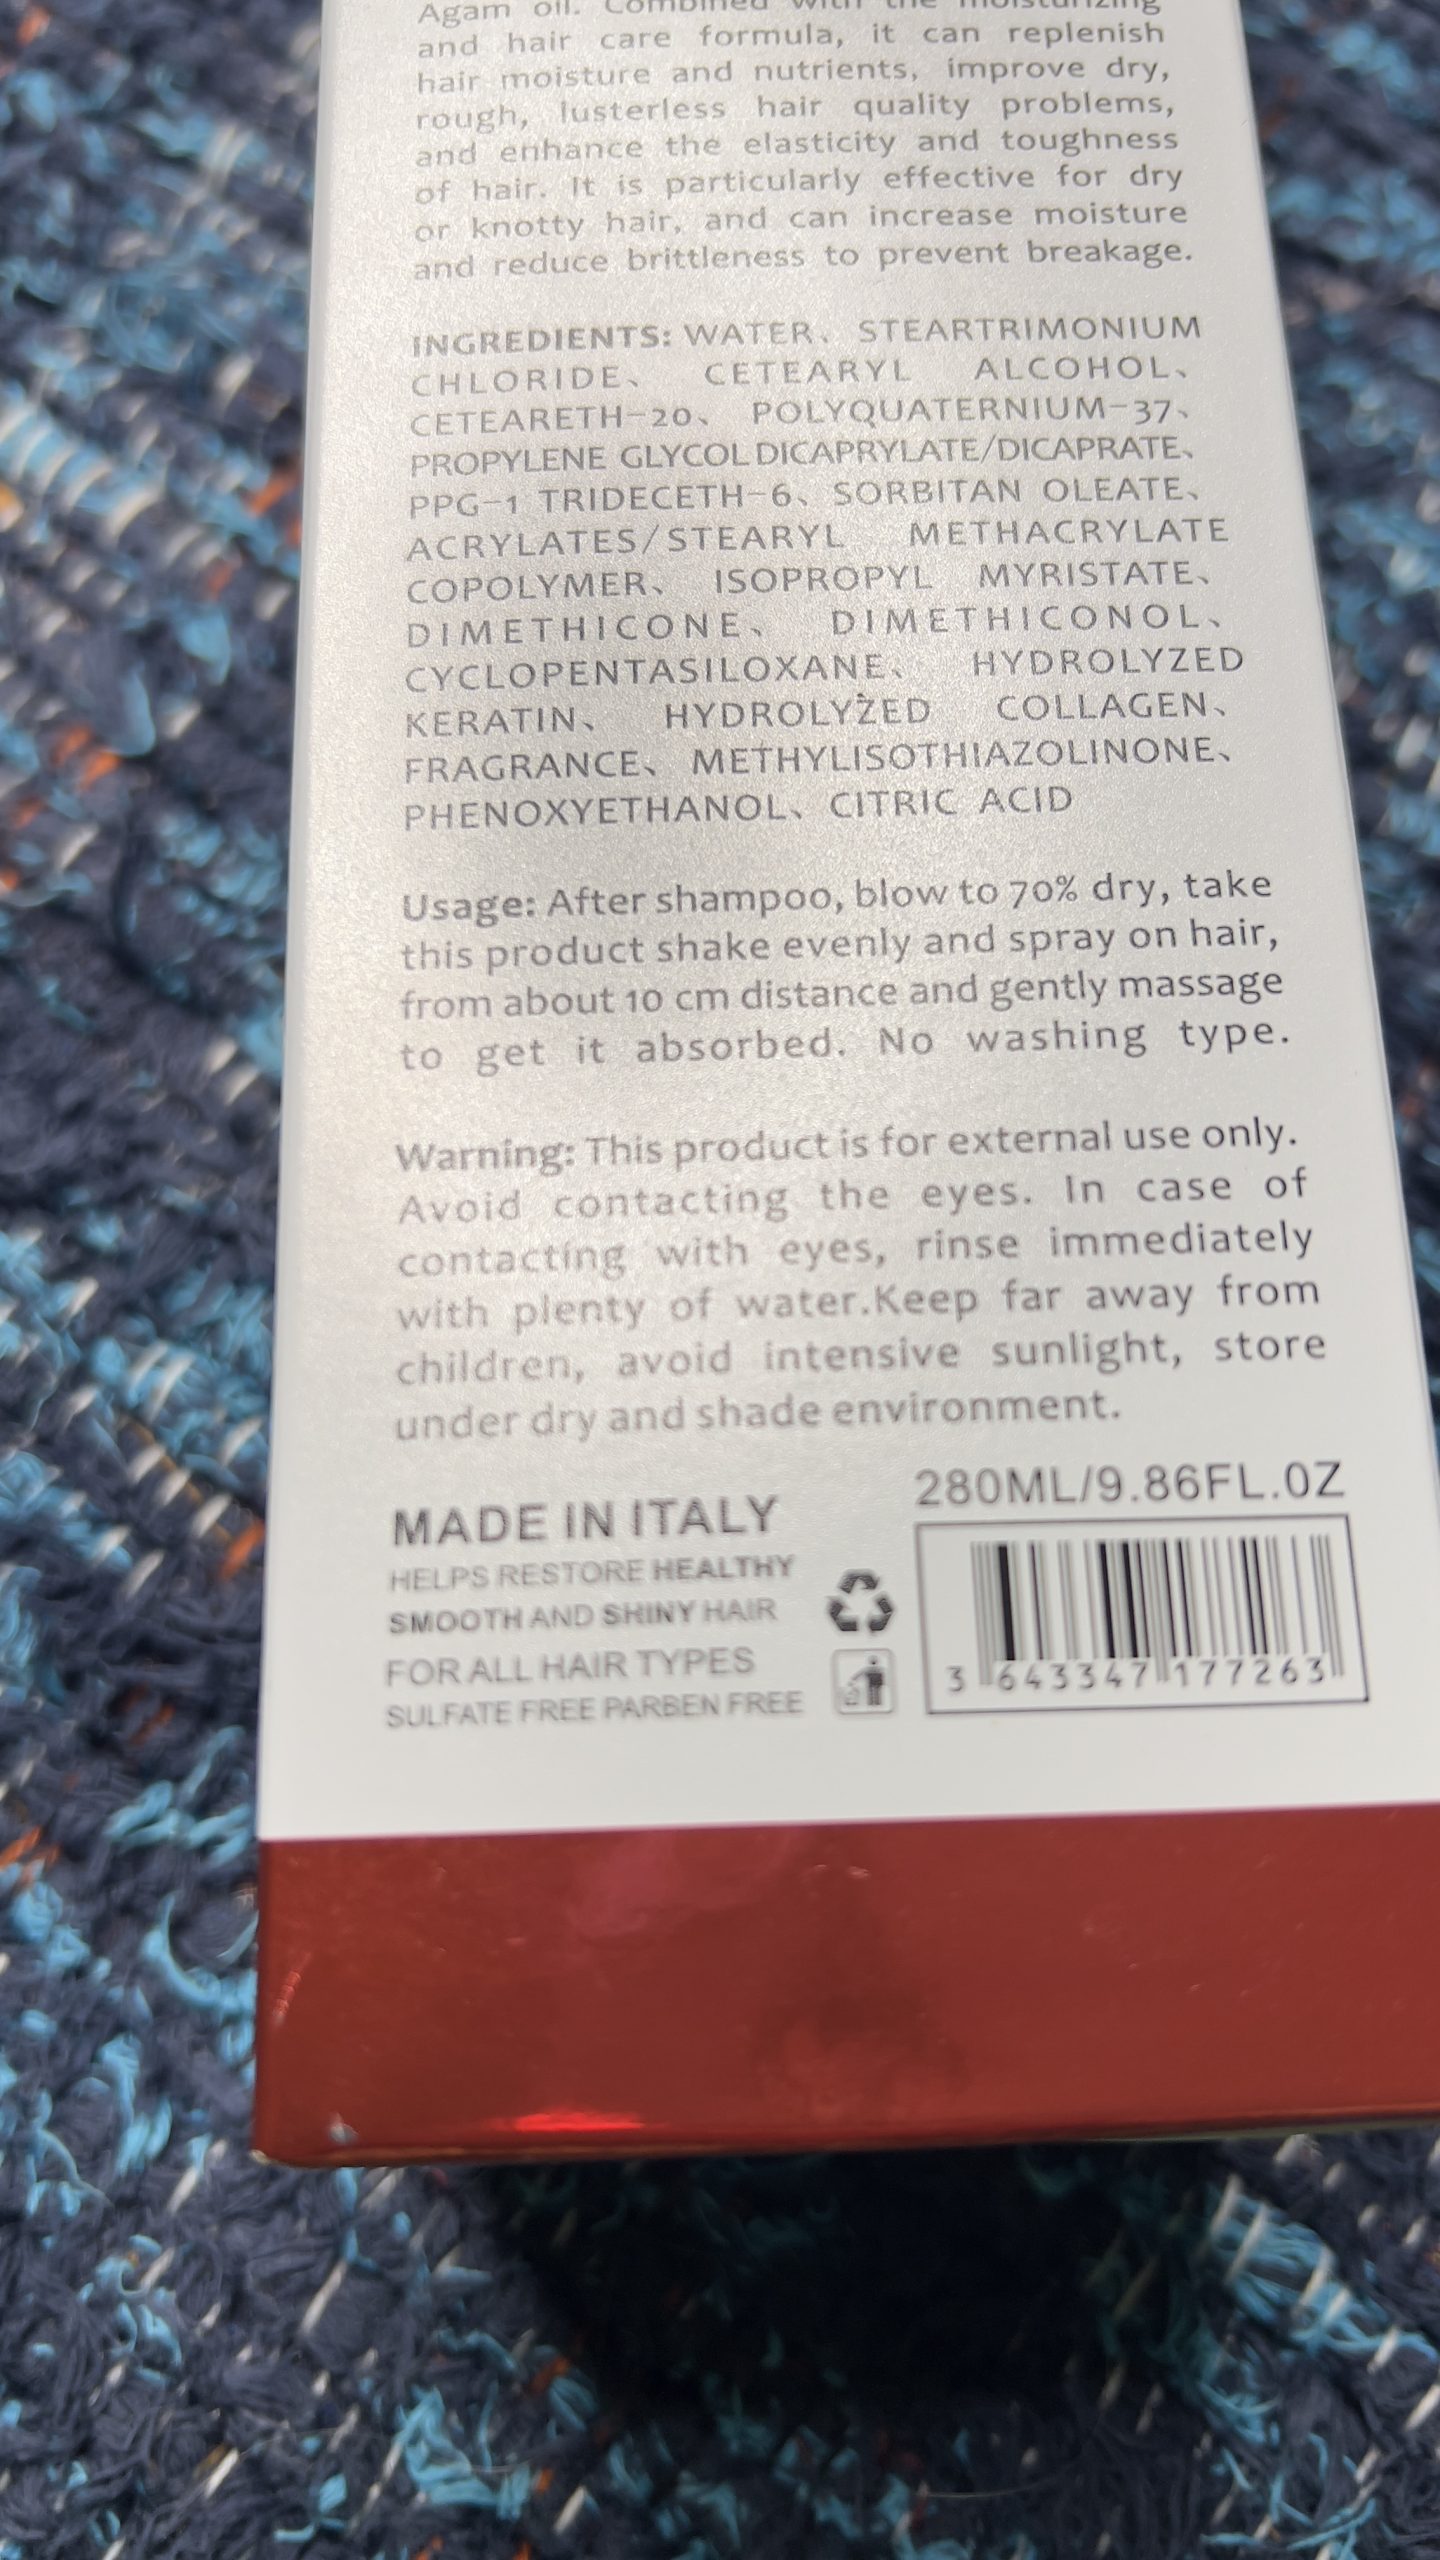 Agam oil. Combined with the moisturizing
and hair care formula, it can replenish
hair moisture and nutrients, improve dry,
rough, lusterless hair quality problems,
and enhance the elasticity and toughness
of hair. It is particularly effective for dry
or knotty hair, and can increase moisture
and reduce brittleness to prevent breakage.
INGREDIENTS: WATER、 STEARTRIMONIUM
CHLORIDE、 CETEARYL ALCOHOL、
CETEARETH-20、 POLYQUATERNIUM-37、
PROPYLENE GLYCOL DICAPRYLATE/DICAPRATE、
PPG-1 TRIDECETH-6、 SORBITAN OLEATE、
ACRYLATES/STEARYL METHACRYLATE
COPOLYMER、 ISOPROPYL MYRISTATE、
DIMETHICONE、 DIMETHICONOL、
CYCLOPENTASILOXANE、 HYDROLYZED
KERATIN、 HYDROLYZED COLLAGEN、
FRAGRANCE、 METHYLISOTHIAZOLINONE、
PHENOXYETHANOL、 CITRIC ACID
Usage: After shampoo, blow to 70% dry, take
this product shake evenly and spray on hair,
from about 10 cm distance and gently massage
to get it absorbed. No washing type.
Warning: This product is for external use only.
Avoid contacting the eyes. In case of
contacting with eyes, rinse immediately
with plenty of water.Keep far away from
children, avoid intensive sunlight, store
under dry and shade environment.
280ML/9.86FL.OZ
MADE IN ITALY
HELPS RESTORE HEALTHY
SMOOTH AND SHINY HAIR
FOR ALL HAIR TYPES
SULFATE FREE PARBEN FREE
3 643347 177263